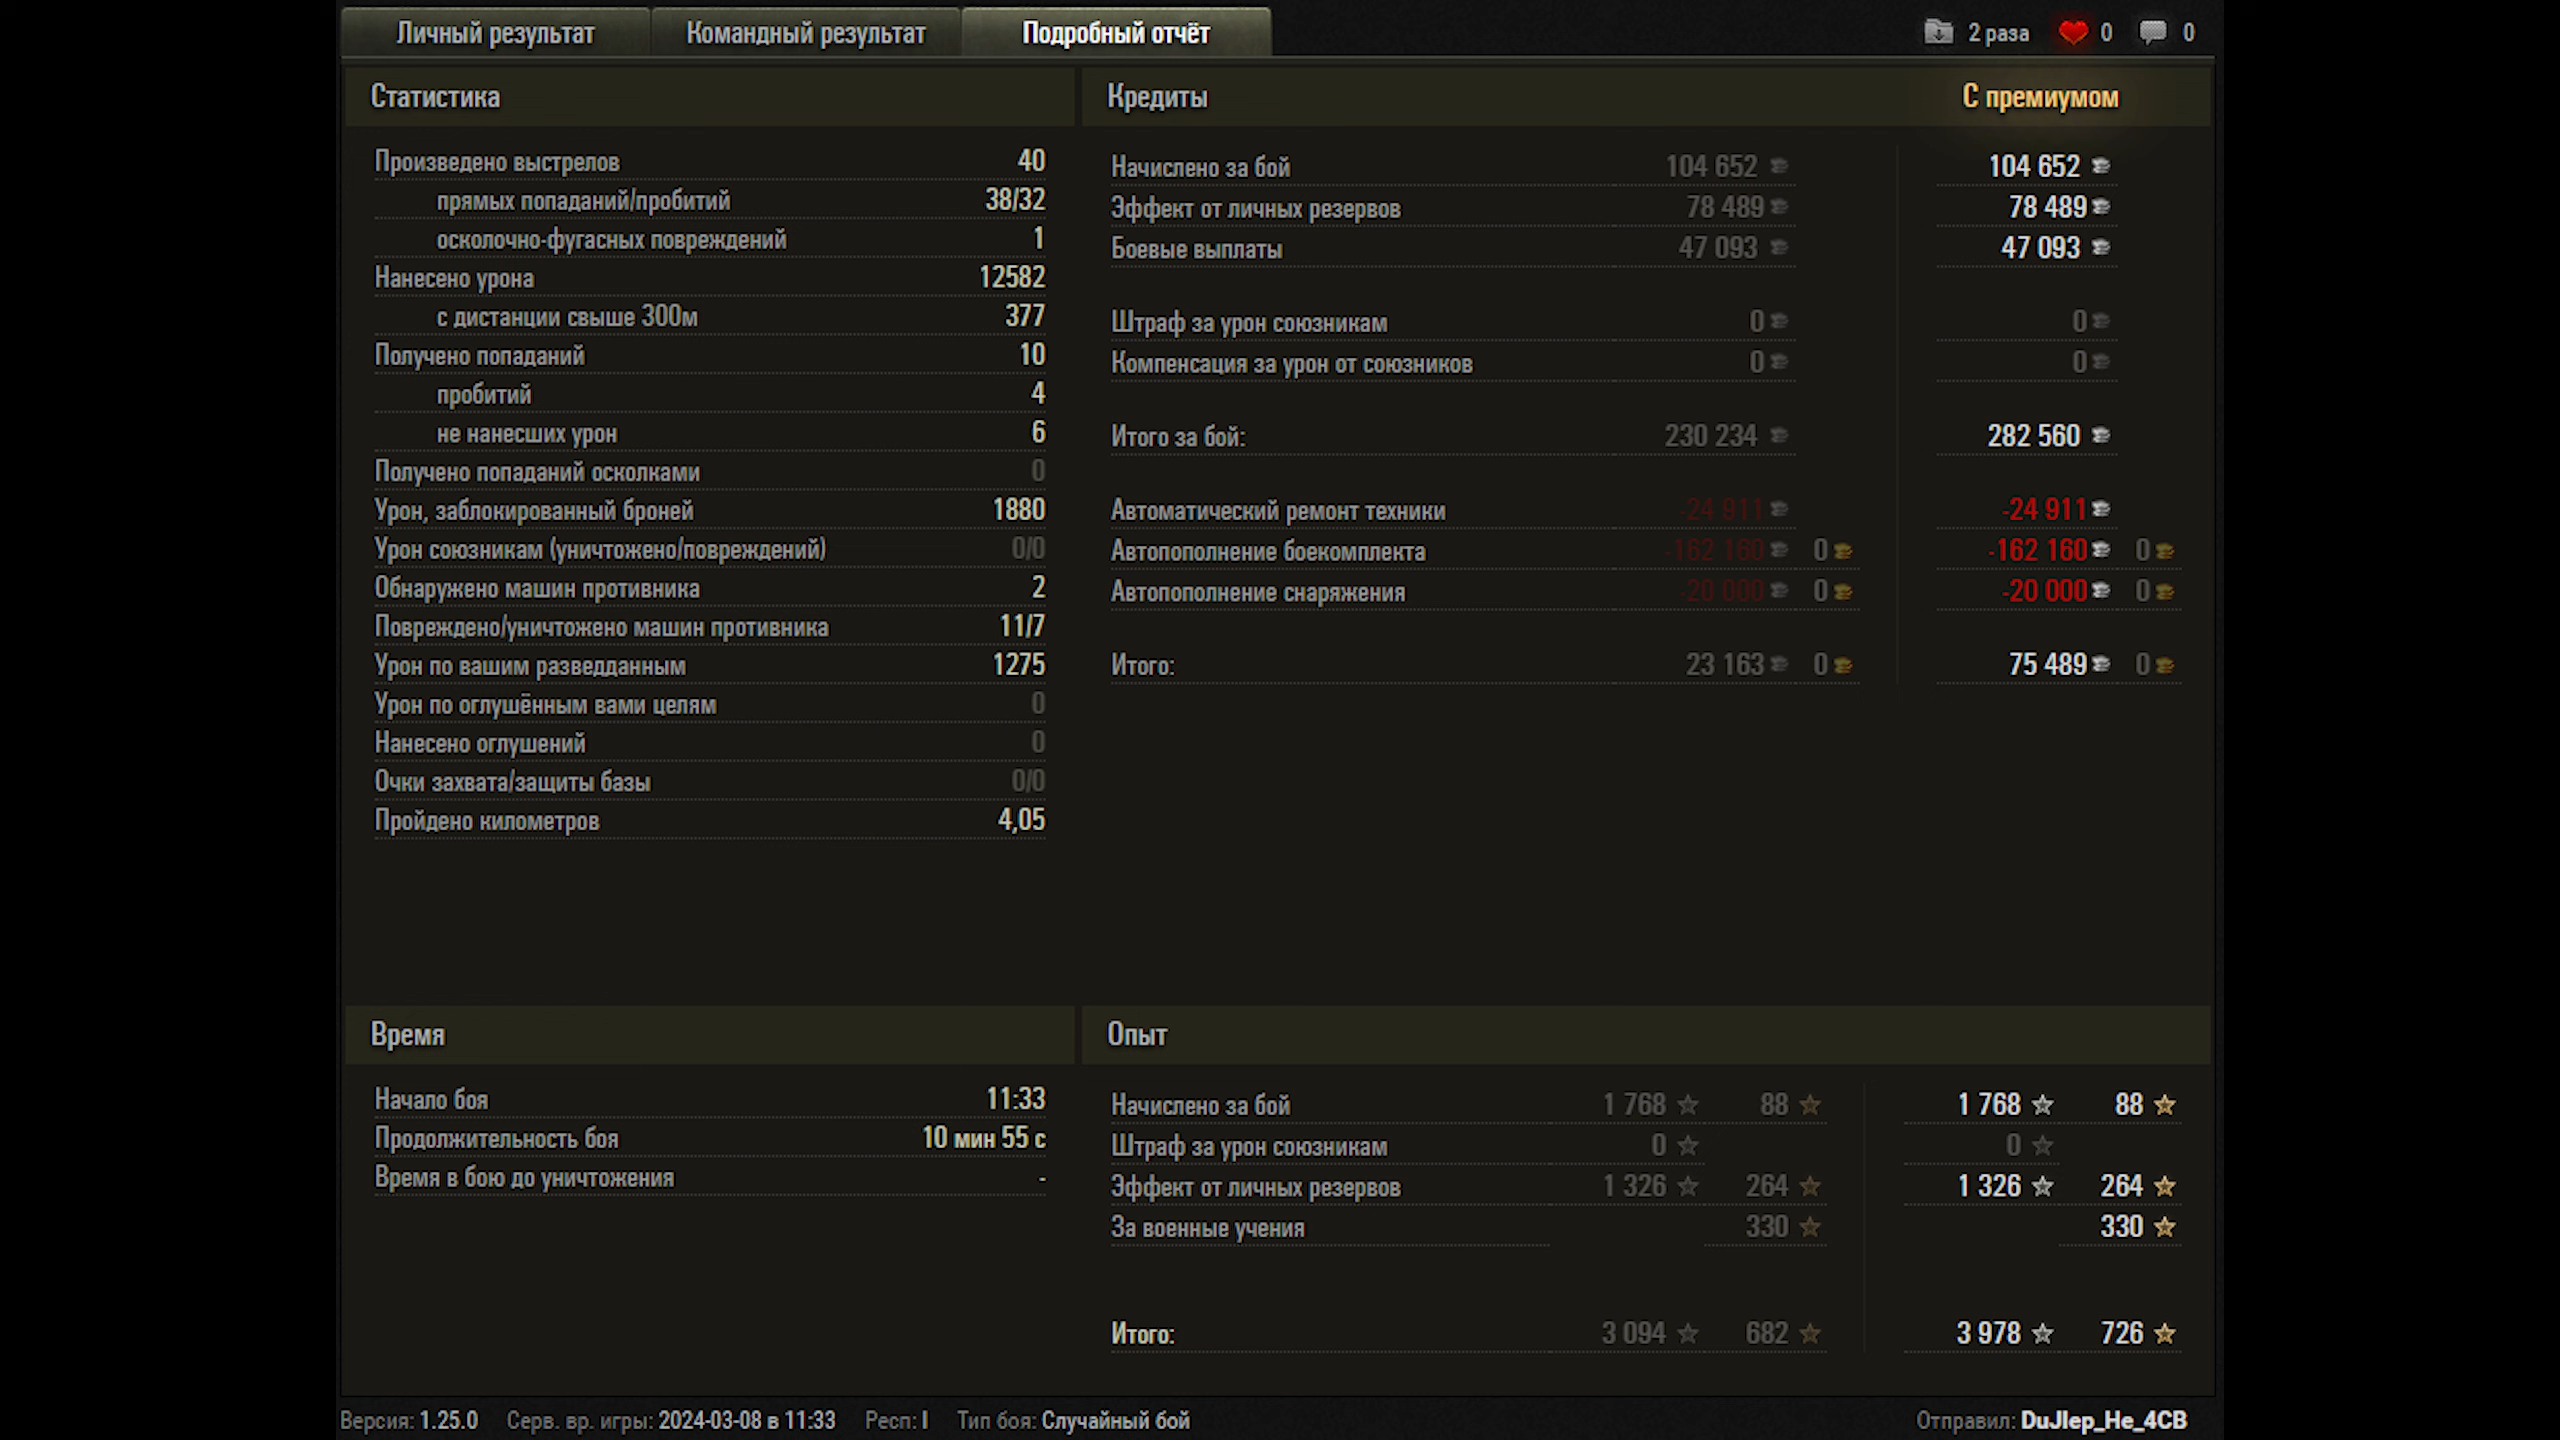 Личный результат Командный результат Подробный отчёт 2 раза 0 0
Статистика
Произведено выстрелов 40
прямых попаданий/пробитий 38/32
осколочно-фугасных повреждений 1
Нанесено урона 12582
с дистанции свыше 300м 377
Получено попаданий 10
пробитий 4
не нанесших урон 6
Получено попаданий осколками 0
Урон, заблокированный броней 1880
Урон союзникам (уничтожено/повреждений) 0/0
Обнаружено машин противника 2
Повреждено/уничтожено машин противника 11/7
Урон по вашим разведданным 1275
Урон по оглушённым вами целям 0
Нанесено оглушений 0
Очки захвата/защиты базы 0/0
Пройдено километров 4,05
Кредиты С премиумом
Начислено за бой 104 652 104 652
Эффект от личных резервов 78 489 78 489
Боевые выплаты 47 093 47 093
Штраф за урон союзникам 0 0
Компенсация за урон от союзников 0 0
Итого за бой: 230 234 282 560
Автоматический ремонт техники -24 911 -24 911
Автопополнение боекомплекта -162 160 0 -162 160 0
Автопополнение снаряжения -20 000 0 -20 000 0
Итого: 23 163 0 75 489 0
Время
Начало боя 11:33
Продолжительность боя 10 мин 55 с
Время в бою до уничтожения -
Опыт
Начислено за бой 1 768 88 1 768 88
Штраф за урон союзникам 0 0
Эффект от личных резервов 1 326 264 1 326 264
За военные учения 330 330
Итого: 3 094 682 3 978 726
Версия: 1.25.0 Серв. вр. игры: 2024-03-08 в 11:33 Респ: I Тип боя: Случайный бой Отправил: DuJIep_He_4CB